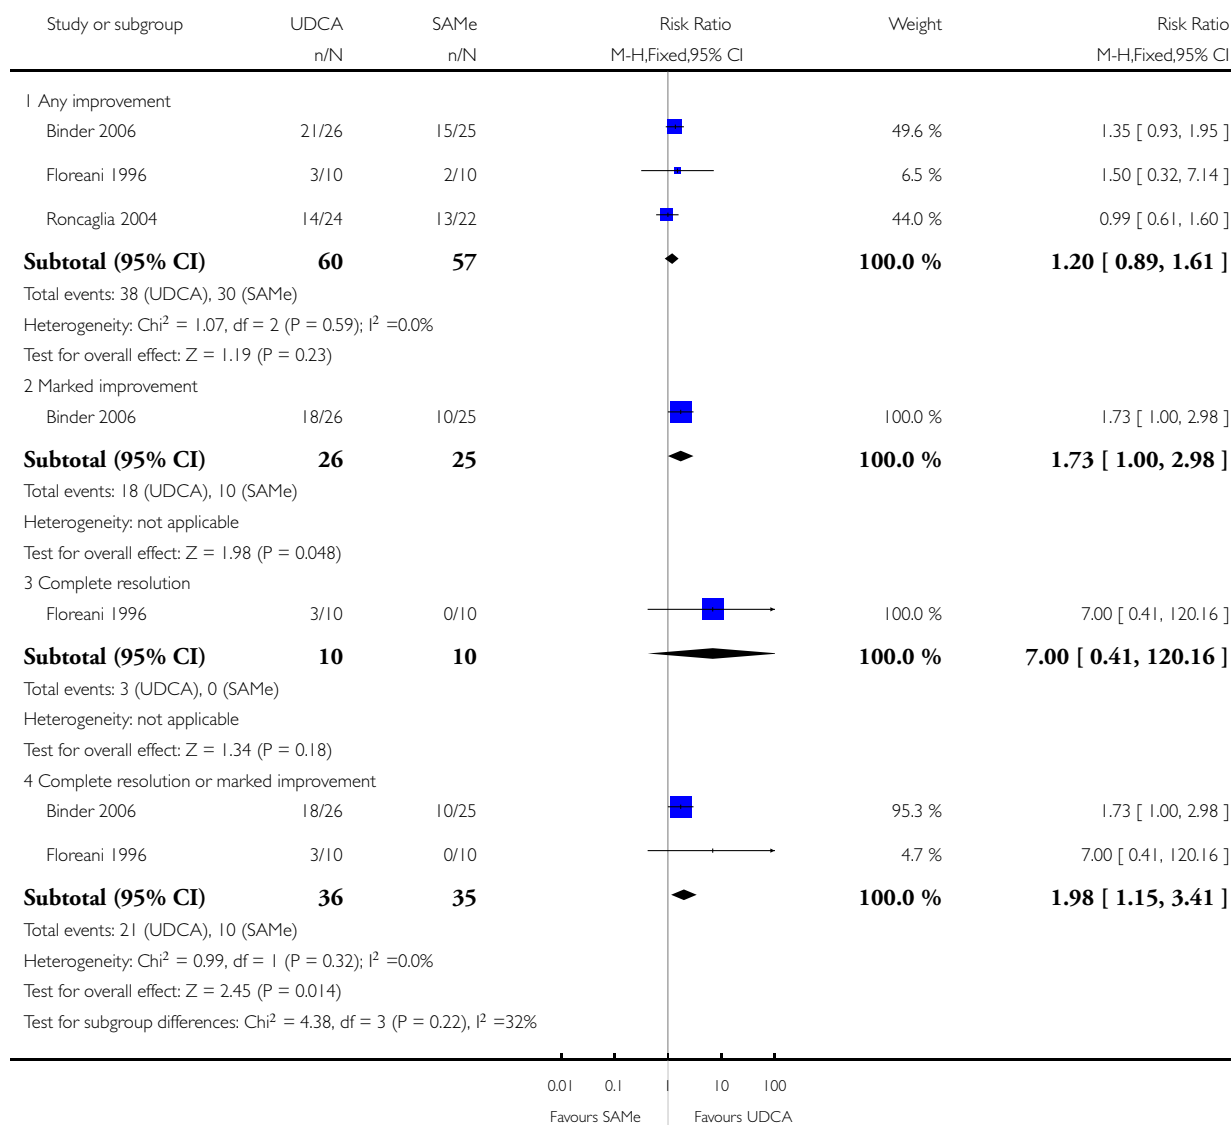 Study or subgroup UDCA SAMe Risk Ratio Weight Risk Ratio
n/N n/N M-H,Fixed,95% CI M-H,Fixed,95% CI
1 Any improvement
Binder 2006 21/26 15/25 49.6 % 1.35 [ 0.93, 1.95 ]
Floreani 1996 3/10 2/10 6.5 % 1.50 [ 0.32, 7.14 ]
Roncaglia 2004 14/24 13/22 44.0 % 0.99 [ 0.61, 1.60 ]
Subtotal (95% CI) 60 57 100.0 % 1.20 [ 0.89, 1.61 ]
Total events: 38 (UDCA), 30 (SAMe)
Heterogeneity: Chi² = 1.07, df = 2 (P = 0.59); I² =0.0%
Test for overall effect: Z = 1.19 (P = 0.23)
2 Marked improvement
Binder 2006 18/26 10/25 100.0 % 1.73 [ 1.00, 2.98 ]
Subtotal (95% CI) 26 25 100.0 % 1.73 [ 1.00, 2.98 ]
Total events: 18 (UDCA), 10 (SAMe)
Heterogeneity: not applicable
Test for overall effect: Z = 1.98 (P = 0.048)
3 Complete resolution
Floreani 1996 3/10 0/10 100.0 % 7.00 [ 0.41, 120.16 ]
Subtotal (95% CI) 10 10 100.0 % 7.00 [ 0.41, 120.16 ]
Total events: 3 (UDCA), 0 (SAMe)
Heterogeneity: not applicable
Test for overall effect: Z = 1.34 (P = 0.18)
4 Complete resolution or marked improvement
Binder 2006 18/26 10/25 95.3 % 1.73 [ 1.00, 2.98 ]
Floreani 1996 3/10 0/10 4.7 % 7.00 [ 0.41, 120.16 ]
Subtotal (95% CI) 36 35 100.0 % 1.98 [ 1.15, 3.41 ]
Total events: 21 (UDCA), 10 (SAMe)
Heterogeneity: Chi² = 0.99, df = 1 (P = 0.32); I² =0.0%
Test for overall effect: Z = 2.45 (P = 0.014)
Test for subgroup differences: Chi² = 4.38, df = 3 (P = 0.22), I² =32%
0.01 0.1 1 10 100
Favours SAMe Favours UDCA